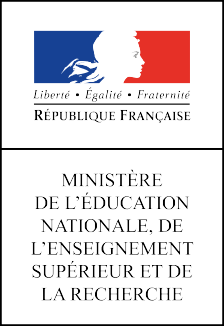 Liberté • Égalité • Fraternité
RÉPUBLIQUE FRANÇAISE
MINISTÈRE
DE L'ÉDUCATION
NATIONALE, DE
L'ENSEIGNEMENT
SUPÉRIEUR ET DE
LA RECHERCHE